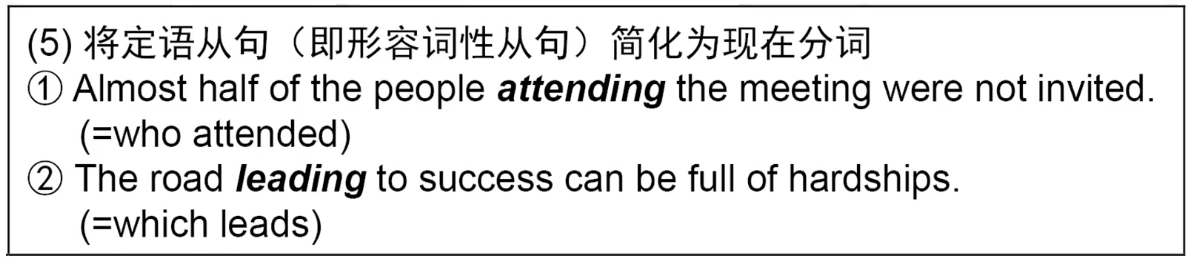 (5) 将定语从句（即形容词性从句）简化为现在分词
① Almost half of the people attending the meeting were not invited.
(=who attended)
② The road leading to success can be full of hardships.
(=which leads)